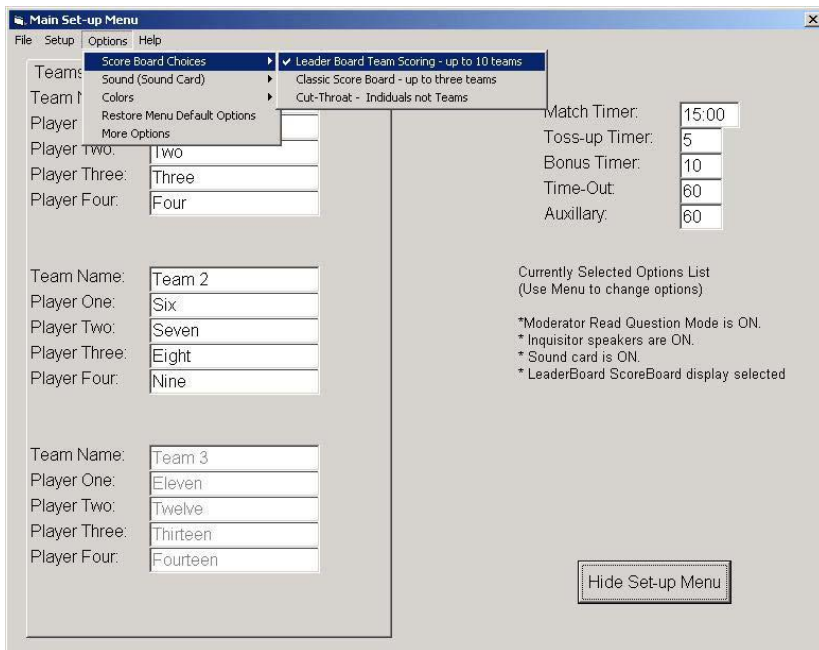 Main Set-up Menu
File Setup Options Help
Score Board Choices
Sound (Sound Card)
Colors
Restore Menu Default Options
More Options
Leader Board Team Scoring - up to 10 teams
Classic Score Board - up to three teams
Cut-Throat - Indiduals not Teams
Teams
Team
Player
Player Two: Two
Player Three: Three
Player Four: Four
Team Name: Team 2
Player One: Six
Player Two: Seven
Player Three: Eight
Player Four: Nine
Team Name: Team 3
Player One: Eleven
Player Two: Twelve
Player Three: Thirteen
Player Four: Fourteen
Match Timer: 15:00
Toss-up Timer: 5
Bonus Timer: 10
Time-Out: 60
Auxillary: 60
Currently Selected Options List
(Use Menu to change options)
*Moderator Read Question Mode is ON.
* Inquisitor speakers are ON.
* Sound card is ON.
* LeaderBoard ScoreBoard display selected
Hide Set-up Menu